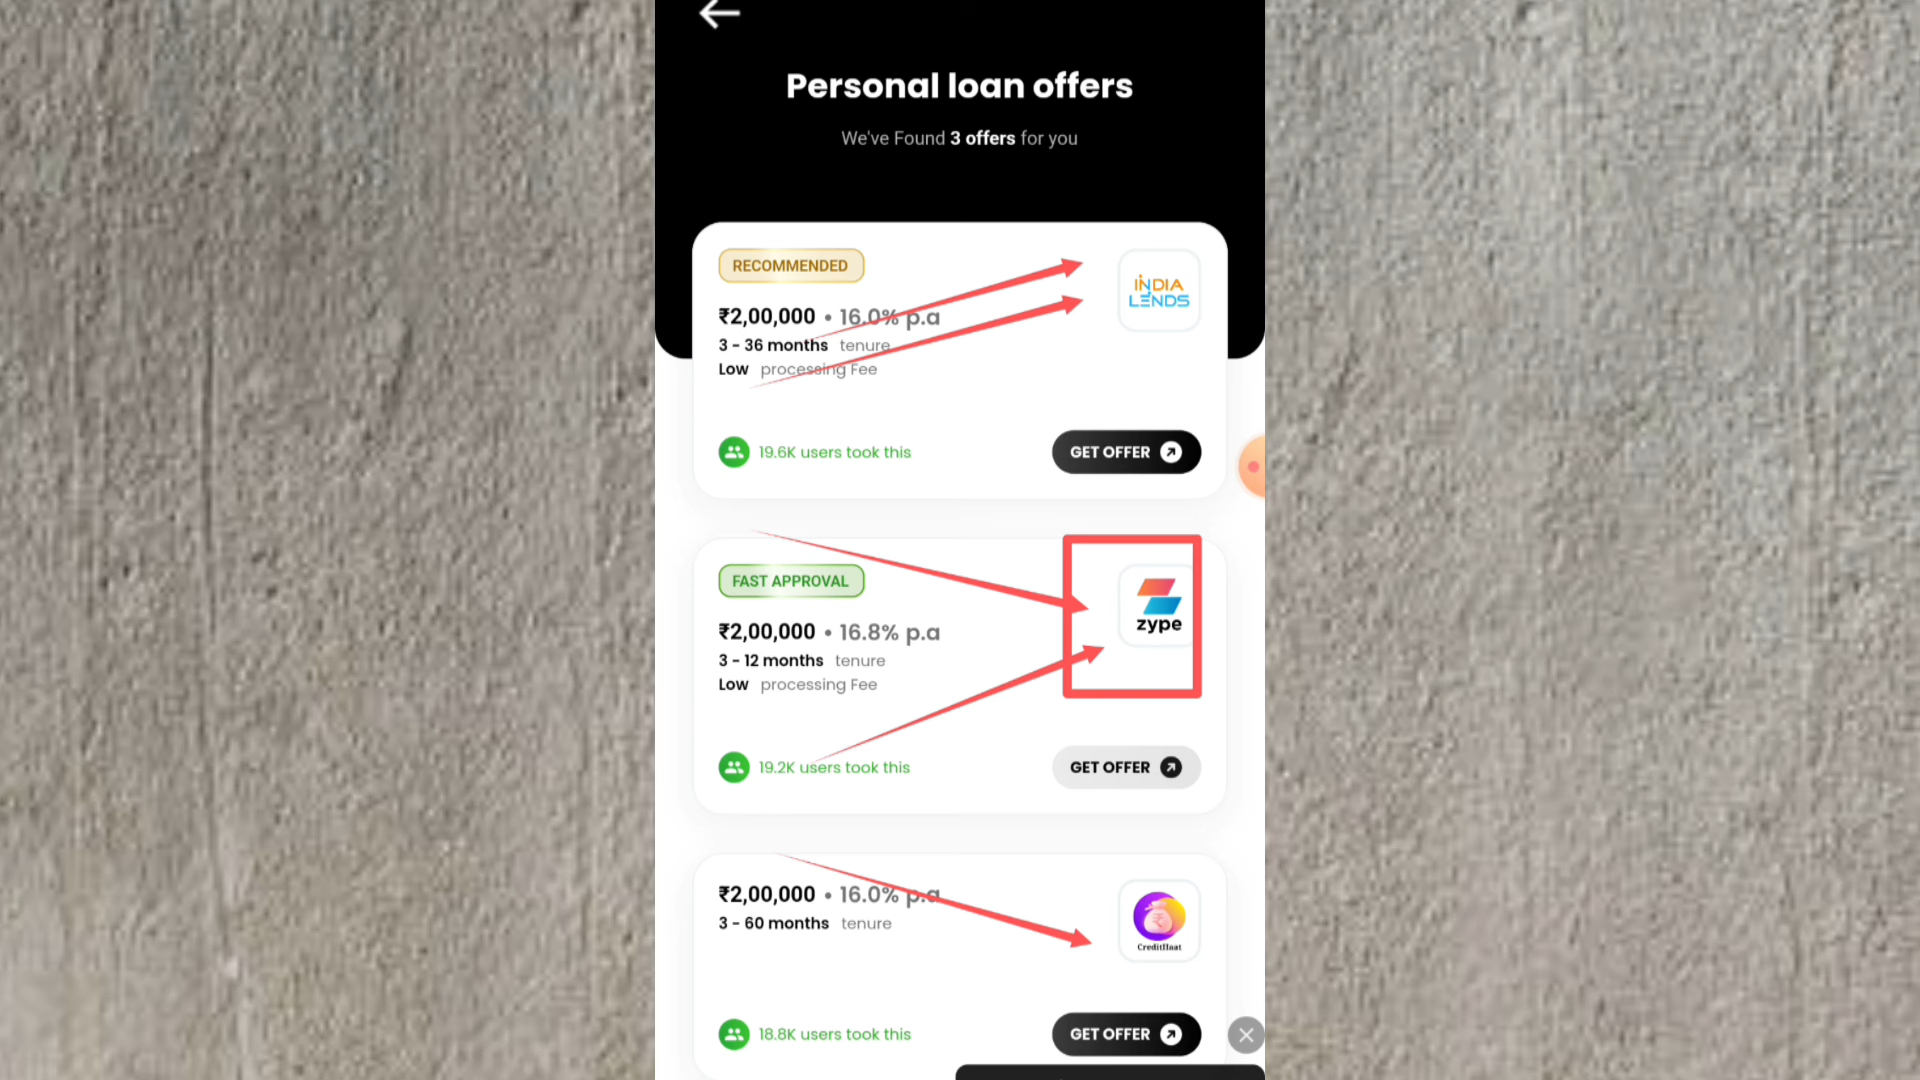 Personal loan offers
We've Found 3 offers for you
RECOMMENDED
INDIA
LENDS
₹2,00,000 • 16.0% p.a
3 - 36 months tenure
Low processing Fee
19.6K users took this
GET OFFER
FAST APPROVAL
zype
₹2,00,000 • 16.8% p.a
3 - 12 months tenure
Low processing Fee
19.2K users took this
GET OFFER
₹2,00,000 • 16.0% p.a
3 - 60 months tenure
CreditHaat
18.8K users took this
GET OFFER